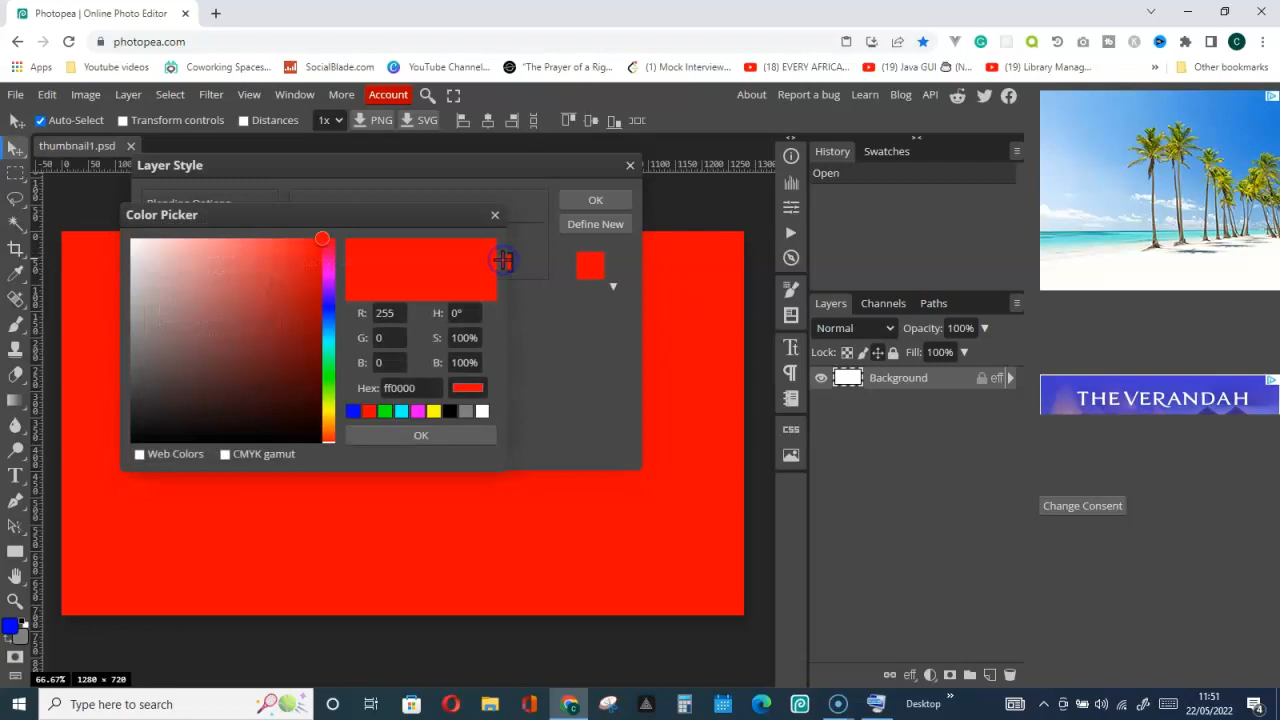 Photopea | Online Photo Editor
photopea.com
Apps
Youtube videos
Coworking Spaces...
SocialBlade.com
YouTube Channel...
"The Prayer of a Rig...
(1) Mock Interview...
(18) EVERY AFRICA...
(19) Java GUI
(N...
(19) Library Manag...
»
Other bookmarks
File Edit Image Layer Select Filter View Window More Account
About Report a bug Learn Blog API
Auto-Select
Transform controls
Distances
1x
PNG
SVG
thumbnail1.psd
History
Swatches
Open
Layer Style
OK
Define New
Color Picker
R: 255 H: 0°
G: 0 S: 100%
B: 0 B: 100%
Hex: ff0000
OK
Web Colors
CMYK gamut
Layers Channels Paths
Normal Opacity: 100%
Lock: Fill: 100%
Background eff
CSS
THE VERANDAH
Change Consent
eff
66.67% 1280 × 720
Type here to search
Desktop
11:51
22/05/2022